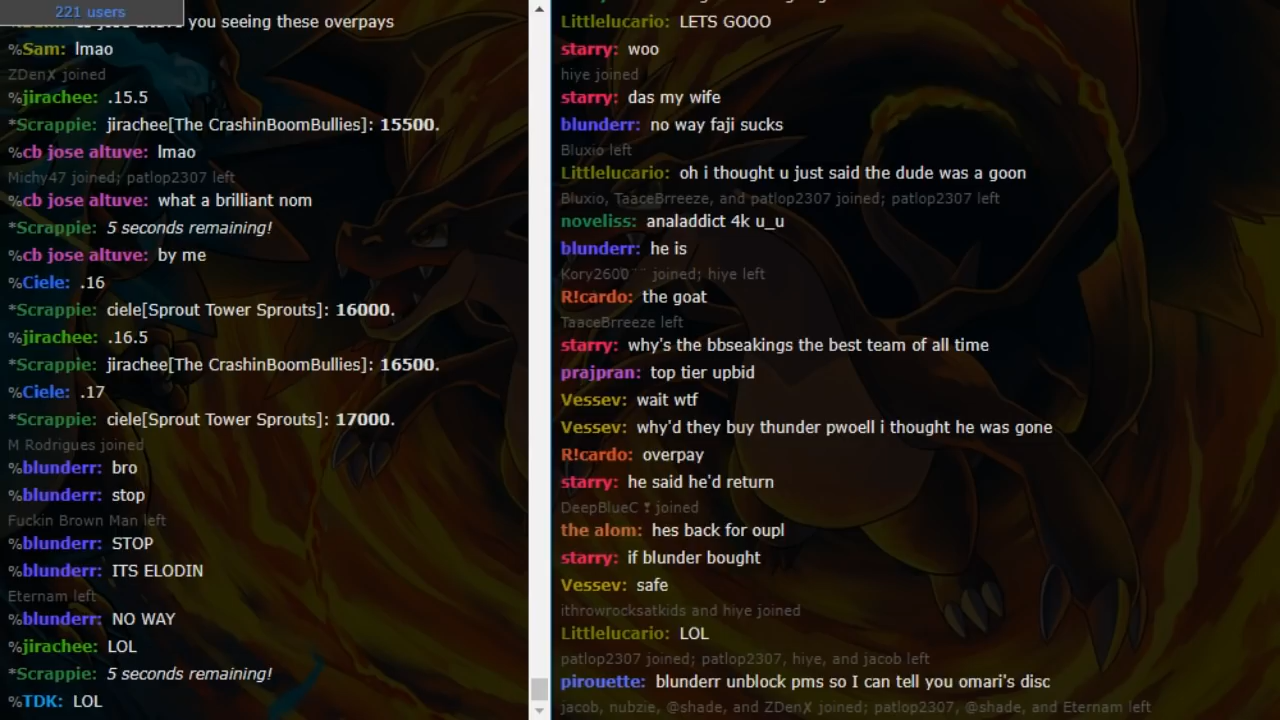 221 users
you seeing these overpays
%Sam: lmao
ZDenX joined
%jirachee: .15.5
*Scrappie: jirachee[The CrashinBoomBullies]: 15500.
%cb jose altuve: lmao
Michy47 joined; patlop2307 left
%cb jose altuve: what a brilliant nom
*Scrappie: 5 seconds remaining!
%cb jose altuve: by me
%Ciele: .16
*Scrappie: ciele[Sprout Tower Sprouts]: 16000.
%jirachee: .16.5
*Scrappie: jirachee[The CrashinBoomBullies]: 16500.
%Ciele: .17
*Scrappie: ciele[Sprout Tower Sprouts]: 17000.
M Rodrigues joined
%blunderr: bro
%blunderr: stop
Fuckin Brown Man left
%blunderr: STOP
%blunderr: ITS ELODIN
Eternam left
%blunderr: NO WAY
%jirachee: LOL
*Scrappie: 5 seconds remaining!
%TDK: LOL
Littlelucario: LETS GOOO
starry: woo
hiye joined
starry: das my wife
blunderr: no way faji sucks
Bluxio left
Littlelucario: oh i thought u just said the dude was a goon
Bluxio, TaaceBrreeze, and patlop2307 joined; patlop2307 left
noveliss: analaddict 4k u_u
blunderr: he is
Kory2600¨¨ joined; hiye left
R!cardo: the goat
TaaceBrreeze left
starry: why's the bbseakings the best team of all time
prajpran: top tier upbid
Vessev: wait wtf
Vessev: why'd they buy thunder pwoell i thought he was gone
R!cardo: overpay
starry: he said he'd return
DeepBlueC ❢ joined
the alom: hes back for oupl
starry: if blunder bought
Vessev: safe
ithrowrocksatkids and hiye joined
Littlelucario: LOL
patlop2307 joined; patlop2307, hiye, and jacob left
pirouette: blunderr unblock pms so I can tell you omari's disc
jacob, nubzie, @shade, and ZDenX joined; patlop2307, @shade, and Eternam left